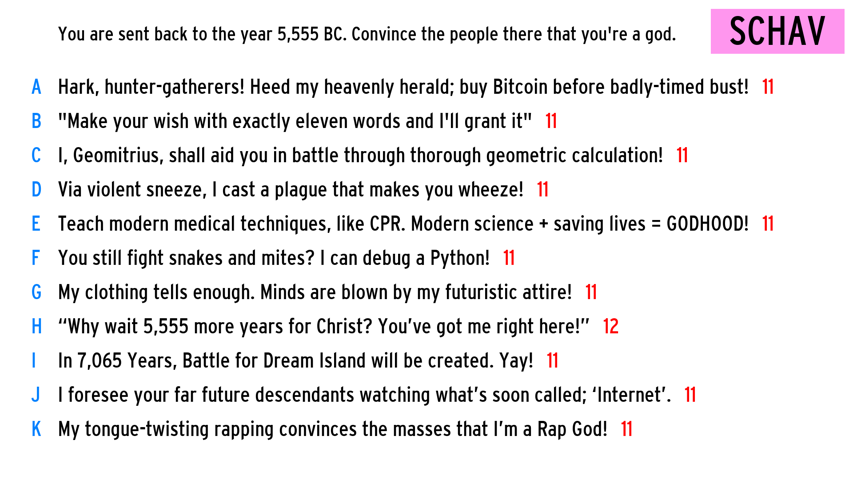 You are sent back to the year 5,555 BC. Convince the people there that you're a god.
SCHAV
A Hark, hunter-gatherers! Heed my heavenly herald; buy Bitcoin before badly-timed bust! 11
B "Make your wish with exactly eleven words and I'll grant it" 11
C I, Geomitrius, shall aid you in battle through thorough geometric calculation! 11
D Via violent sneeze, I cast a plague that makes you wheeze! 11
E Teach modern medical techniques, like CPR. Modern science + saving lives = GODHOOD! 11
F You still fight snakes and mites? I can debug a Python! 11
G My clothing tells enough. Minds are blown by my futuristic attire! 11
H “Why wait 5,555 more years for Christ? You’ve got me right here!” 12
I In 7,065 Years, Battle for Dream Island will be created. Yay! 11
J I foresee your far future descendants watching what’s soon called; ‘Internet’. 11
K My tongue-twisting rapping convinces the masses that I’m a Rap God! 11